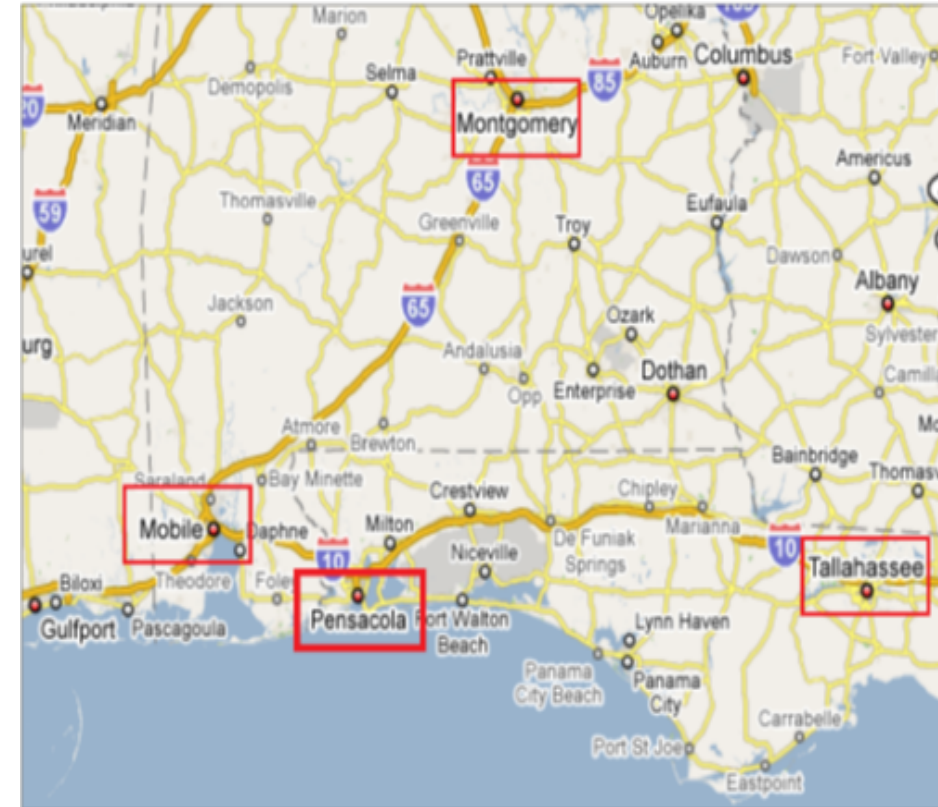 Marion
Opelika
Prattville
Auburn
Columbus
Fort Valley
Selma
Demopolis
85
20
Meridian
Montgomery
65
Americus
59
Thomasville
Eufaula
Greenville
Troy
Dawson
Albany
65
Jackson
Ozark
Sylvester
Andalusia
Opp
Enterprise
Dothan
Atmore
Brewton
Bainbridge
Saraland
Bay Minette
Crestview
Chipley
Mobile
Daphne
Milton
Marianna
De Funiak
Springs
10
10
Niceville
Tallahassee
Biloxi
Theodore
Pensacola
Fort Walton
Beach
Gulfport
Pascagoula
Lynn Haven
Panama
City Beach
Panama
City
Carrabelle
Port St Joe
Eastpoint